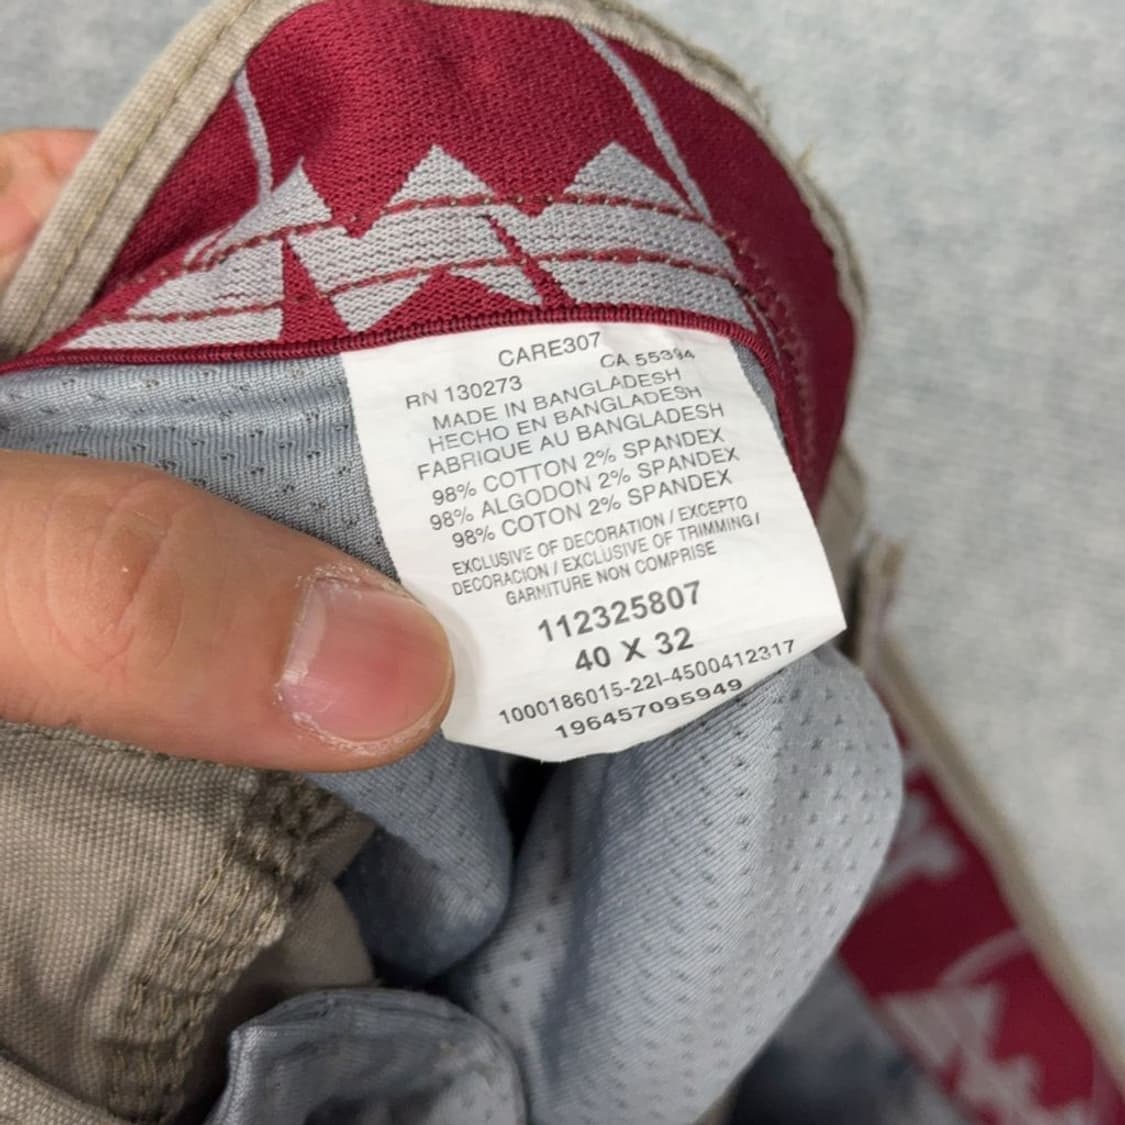 CARE307
RN 130273 CA 55394
MADE IN BANGLADESH
HECHO EN BANGLADESH
FABRIQUE AU BANGLADESH
98% COTTON 2% SPANDEX
98% ALGODON 2% SPANDEX
98% COTON 2% SPANDEX
EXCLUSIVE OF DECORATION / EXCEPTO
DECORACION / EXCLUSIVE OF TRIMMING /
GARNITURE NON COMPRISE
112325807
40 X 32
1000186015-22I-4500412317
196457095949